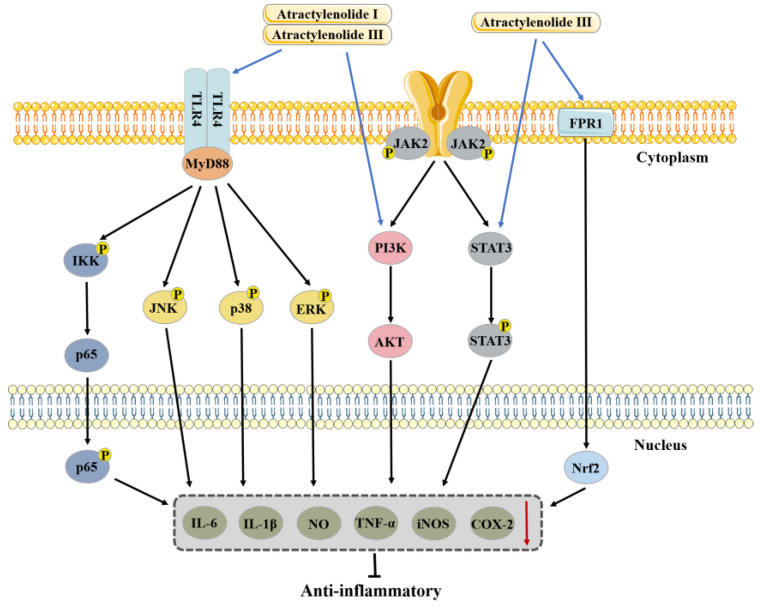 Atractylenolide I
Atractylenolide III
Atractylenolide III
TLR4
TLR4
FPR1
JAK2
P
JAK2
P
MyD88
Cytoplasm
IKK
P
PI3K
STAT3
JNK
P
p38
P
ERK
P
p65
AKT
STAT3
P
Nucleus
p65
P
Nrf2
IL-6
IL-1β
NO
TNF-α
iNOS
COX-2
Anti-inflammatory